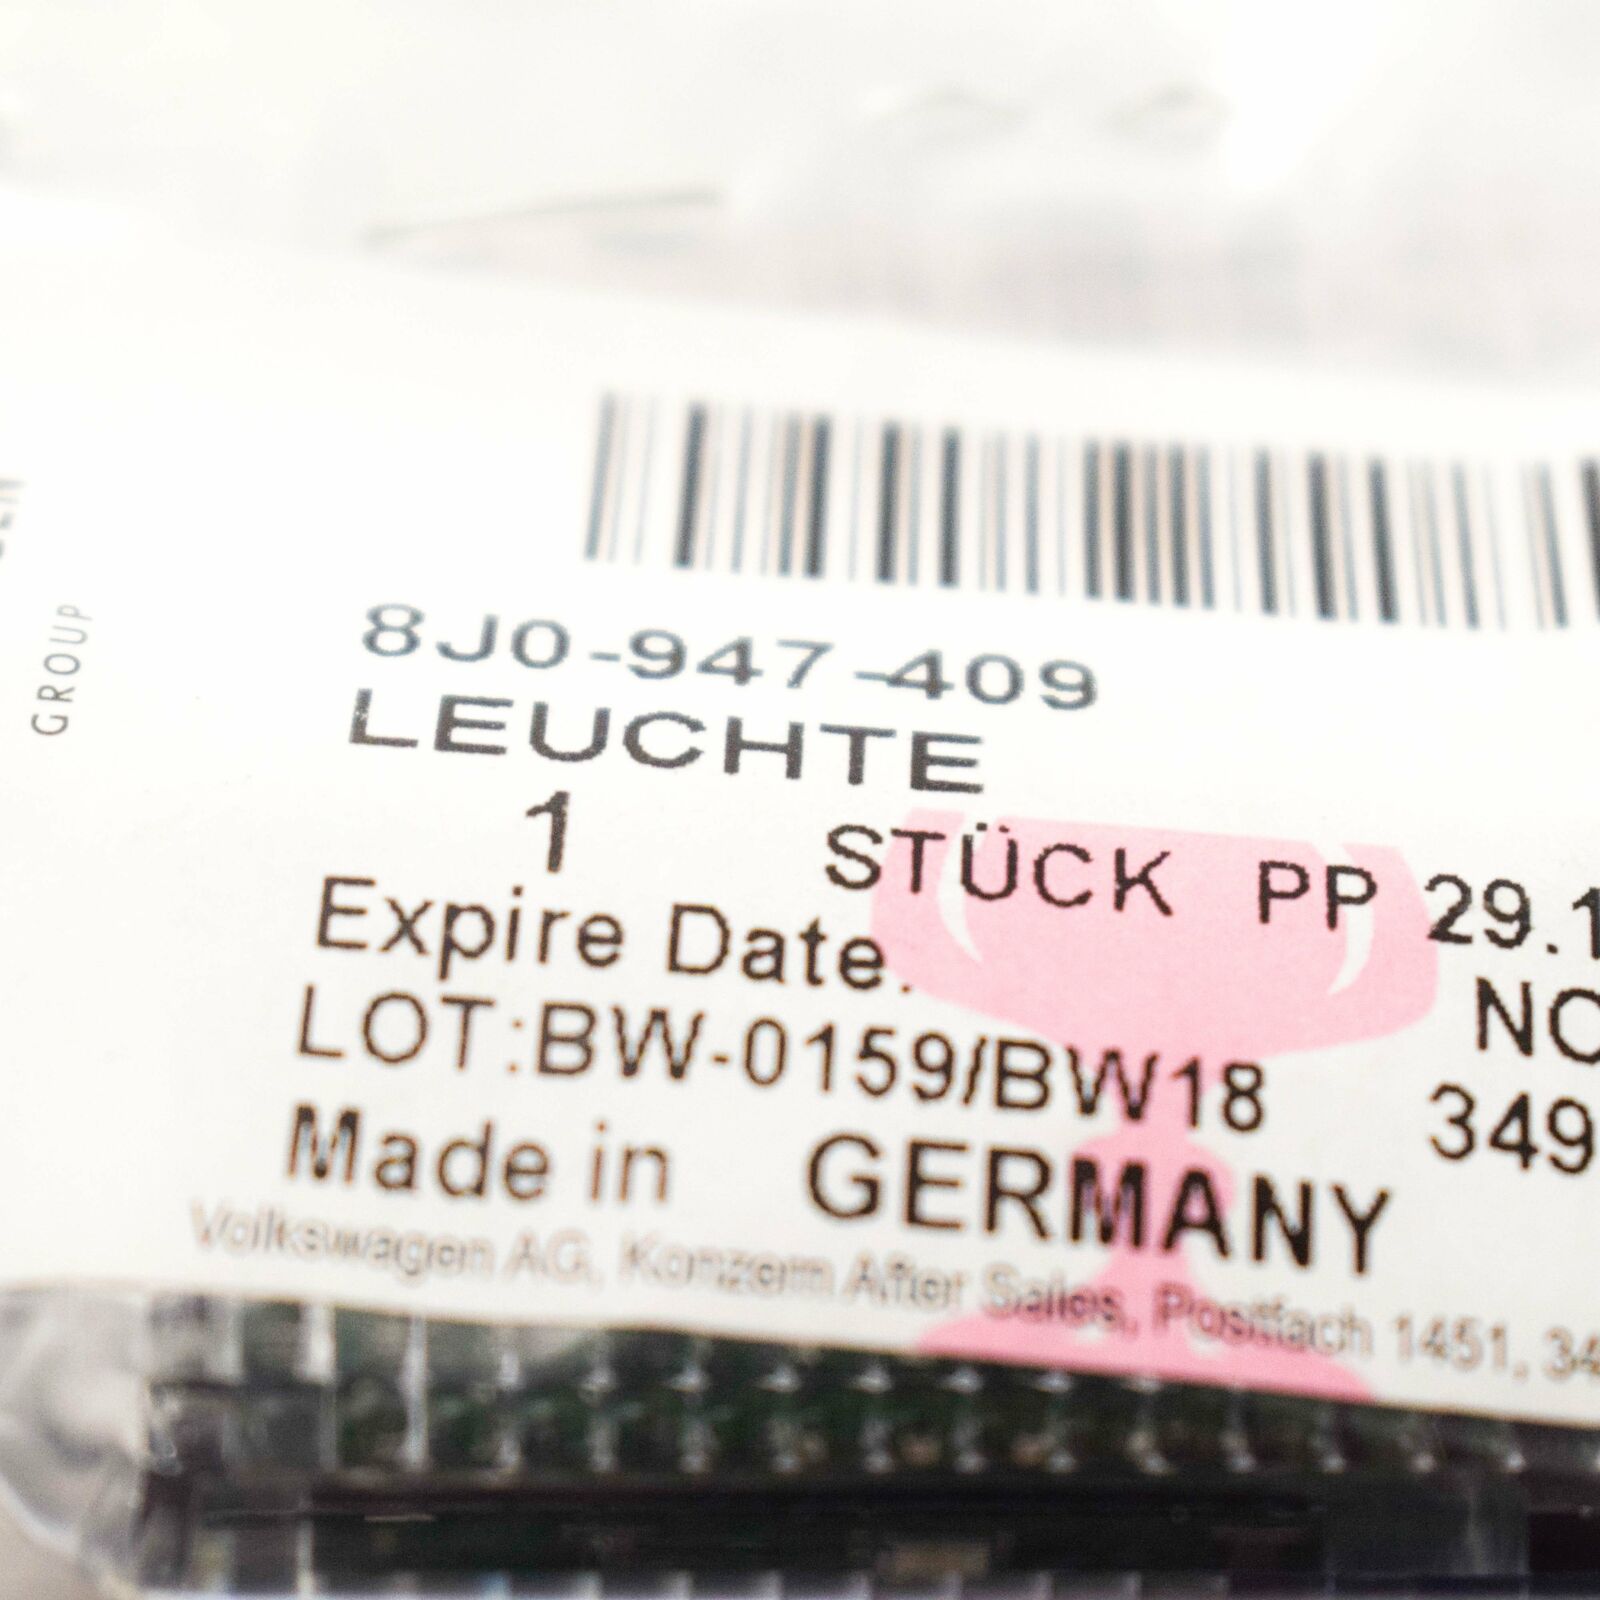 GROUP
8J0-947-409
LEUCHTE
1 STÜCK PP 29.1
Expire Date:
NO
LOT:BW-0159/BW18 349
Made in GERMANY
Volkswagen AG, Konzern After Sales, Postfach 1451, 34